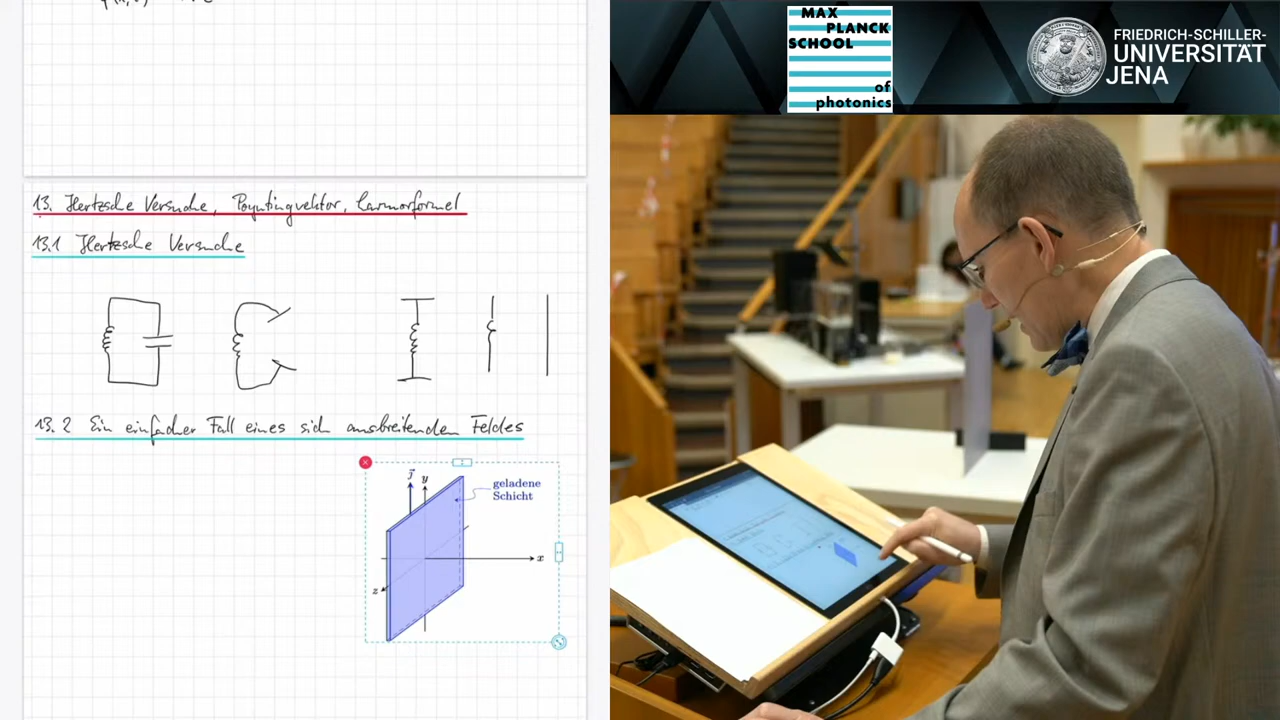 13. Hertzsche Versuche, Poyntingvektor, Larmorformel
13.1 Hertzsche Versuche
13.2 Ein einfacher Fall eines sich ausbreitenden Feldes
j⃗
y
geladene
Schicht
x
z
MAX
PLANCK
SCHOOL
of
photonics
FRIEDRICH-SCHILLER-
UNIVERSITÄT
JENA